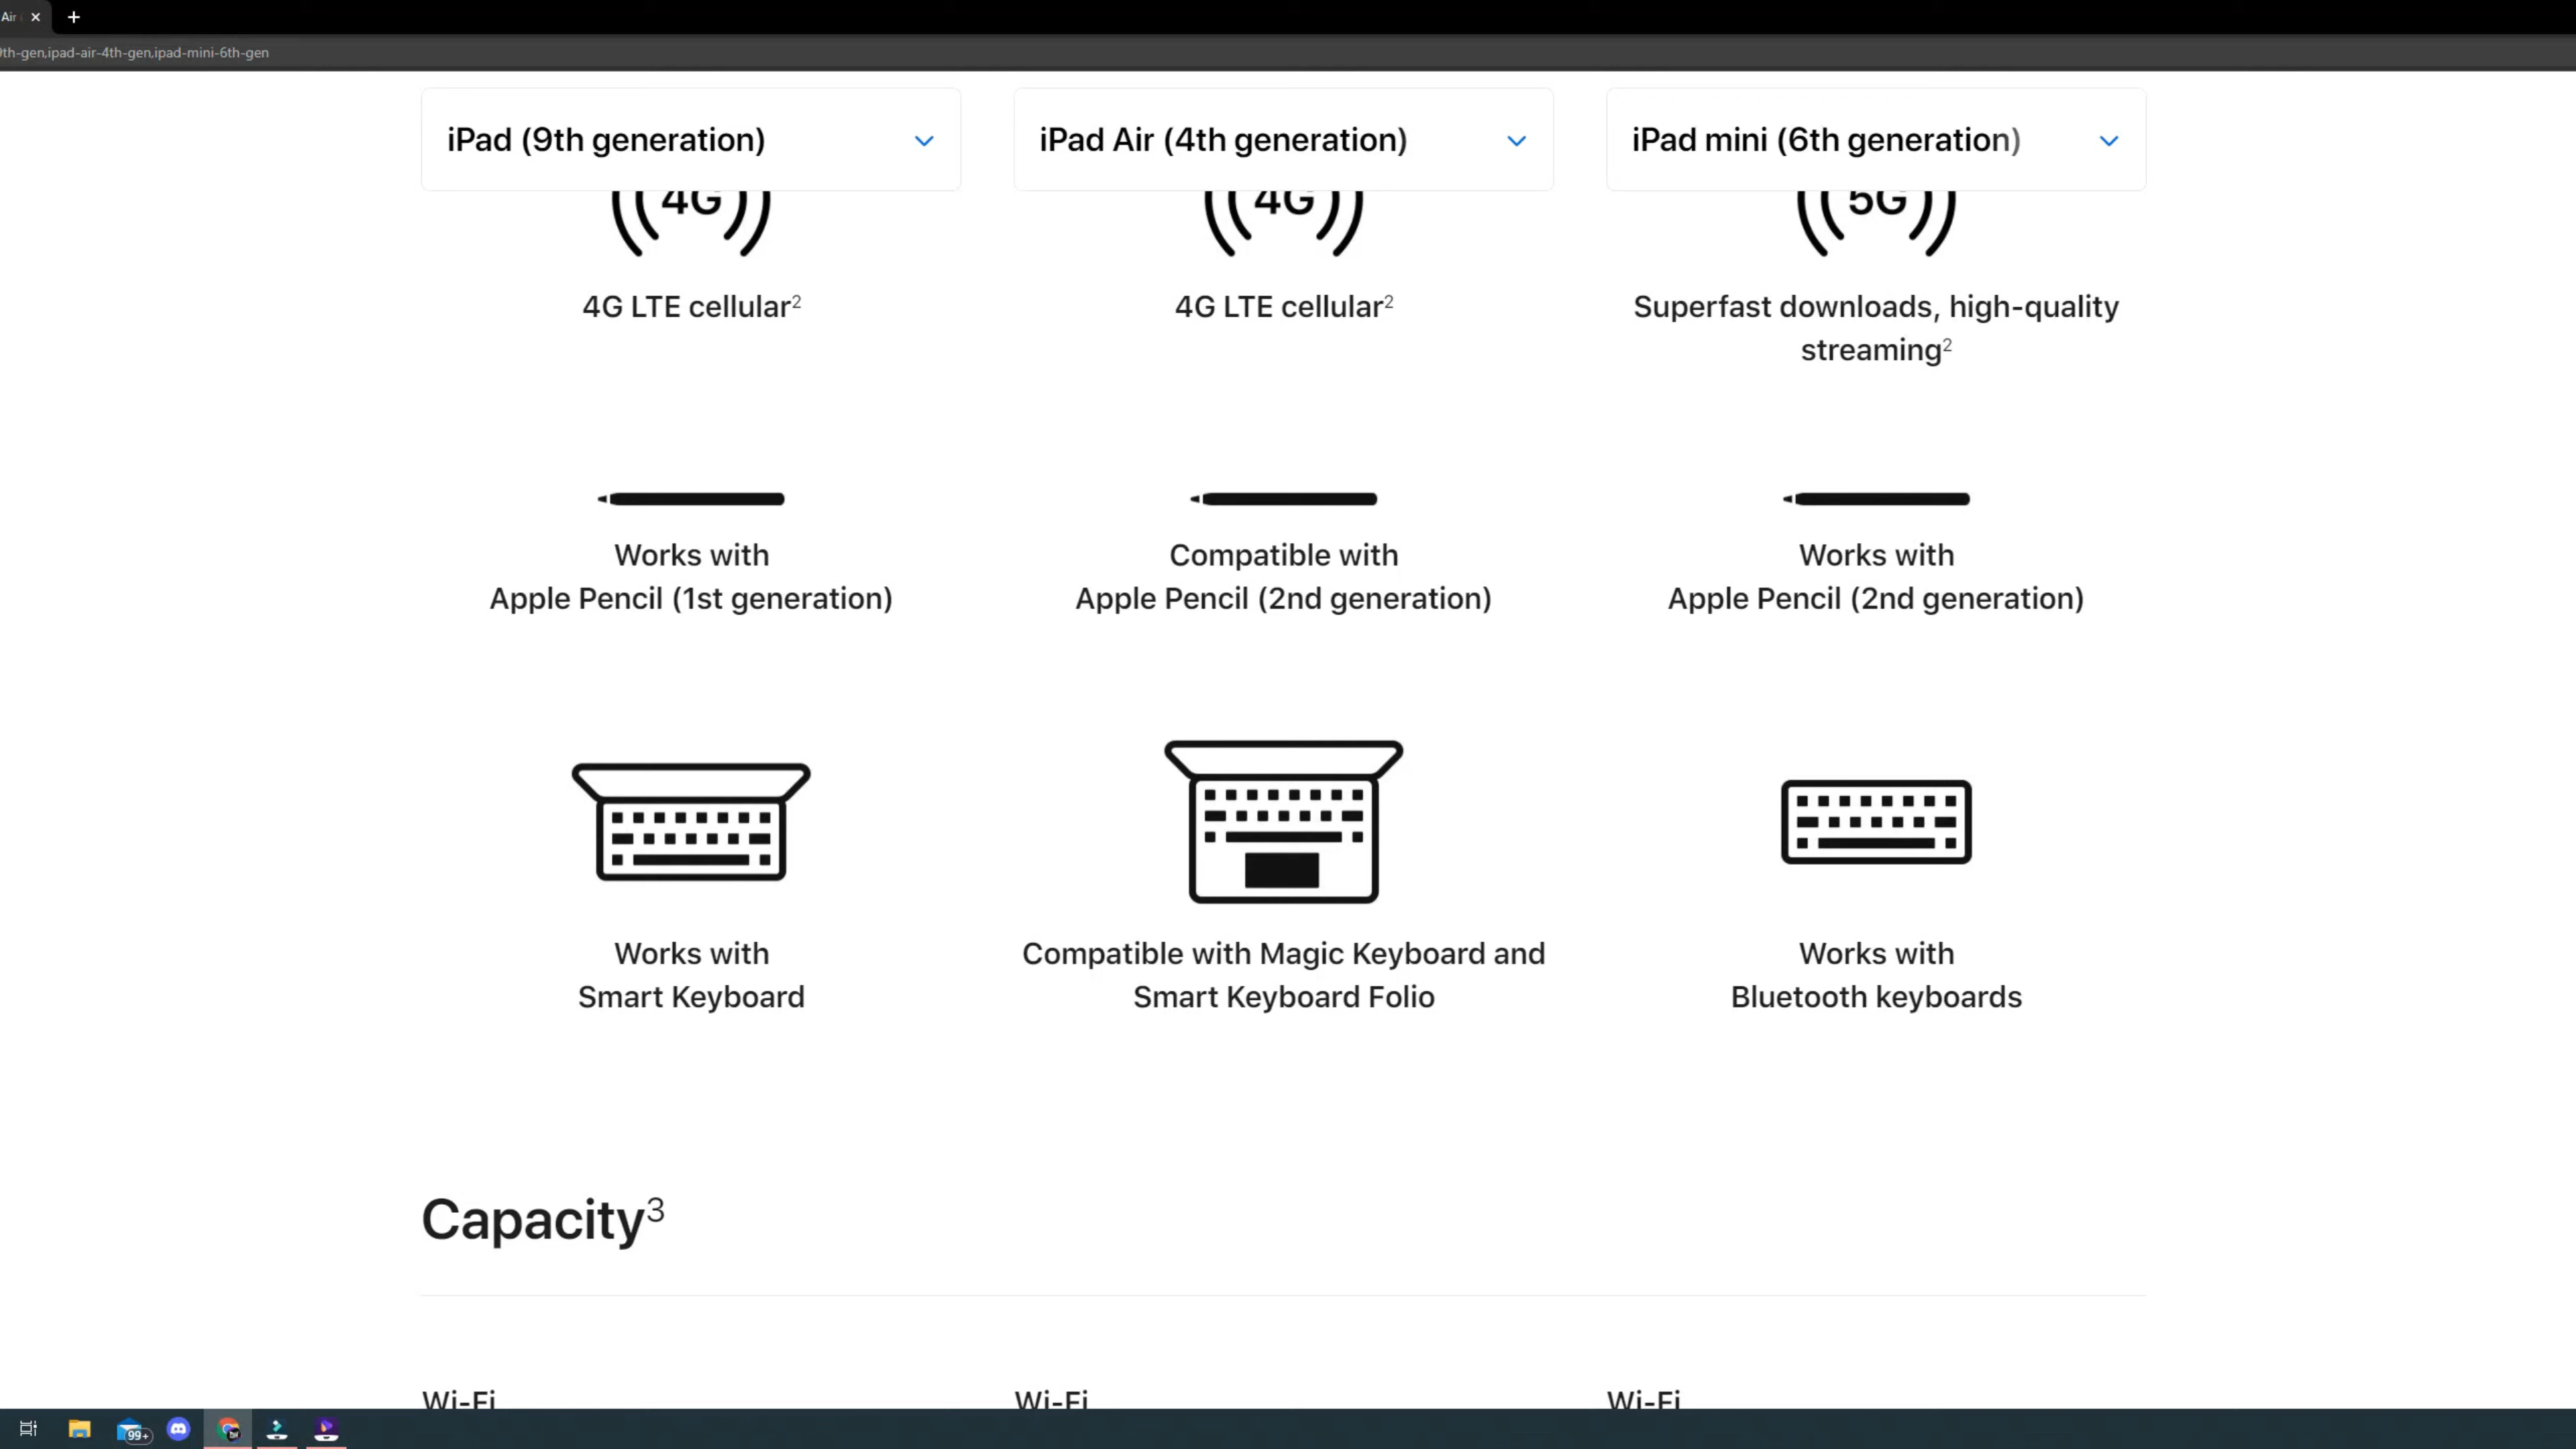 Air
9th-gen,ipad-air-4th-gen,ipad-mini-6th-gen
iPad (9th generation)
iPad Air (4th generation)
iPad mini (6th generation)
4G
4G
5G
4G LTE cellular2
4G LTE cellular2
Superfast downloads, high-quality
streaming2
Works with
Apple Pencil (1st generation)
Compatible with
Apple Pencil (2nd generation)
Works with
Apple Pencil (2nd generation)
Works with
Smart Keyboard
Compatible with Magic Keyboard and
Smart Keyboard Folio
Works with
Bluetooth keyboards
Capacity3
Wi-Fi
Wi-Fi
Wi-Fi
99+